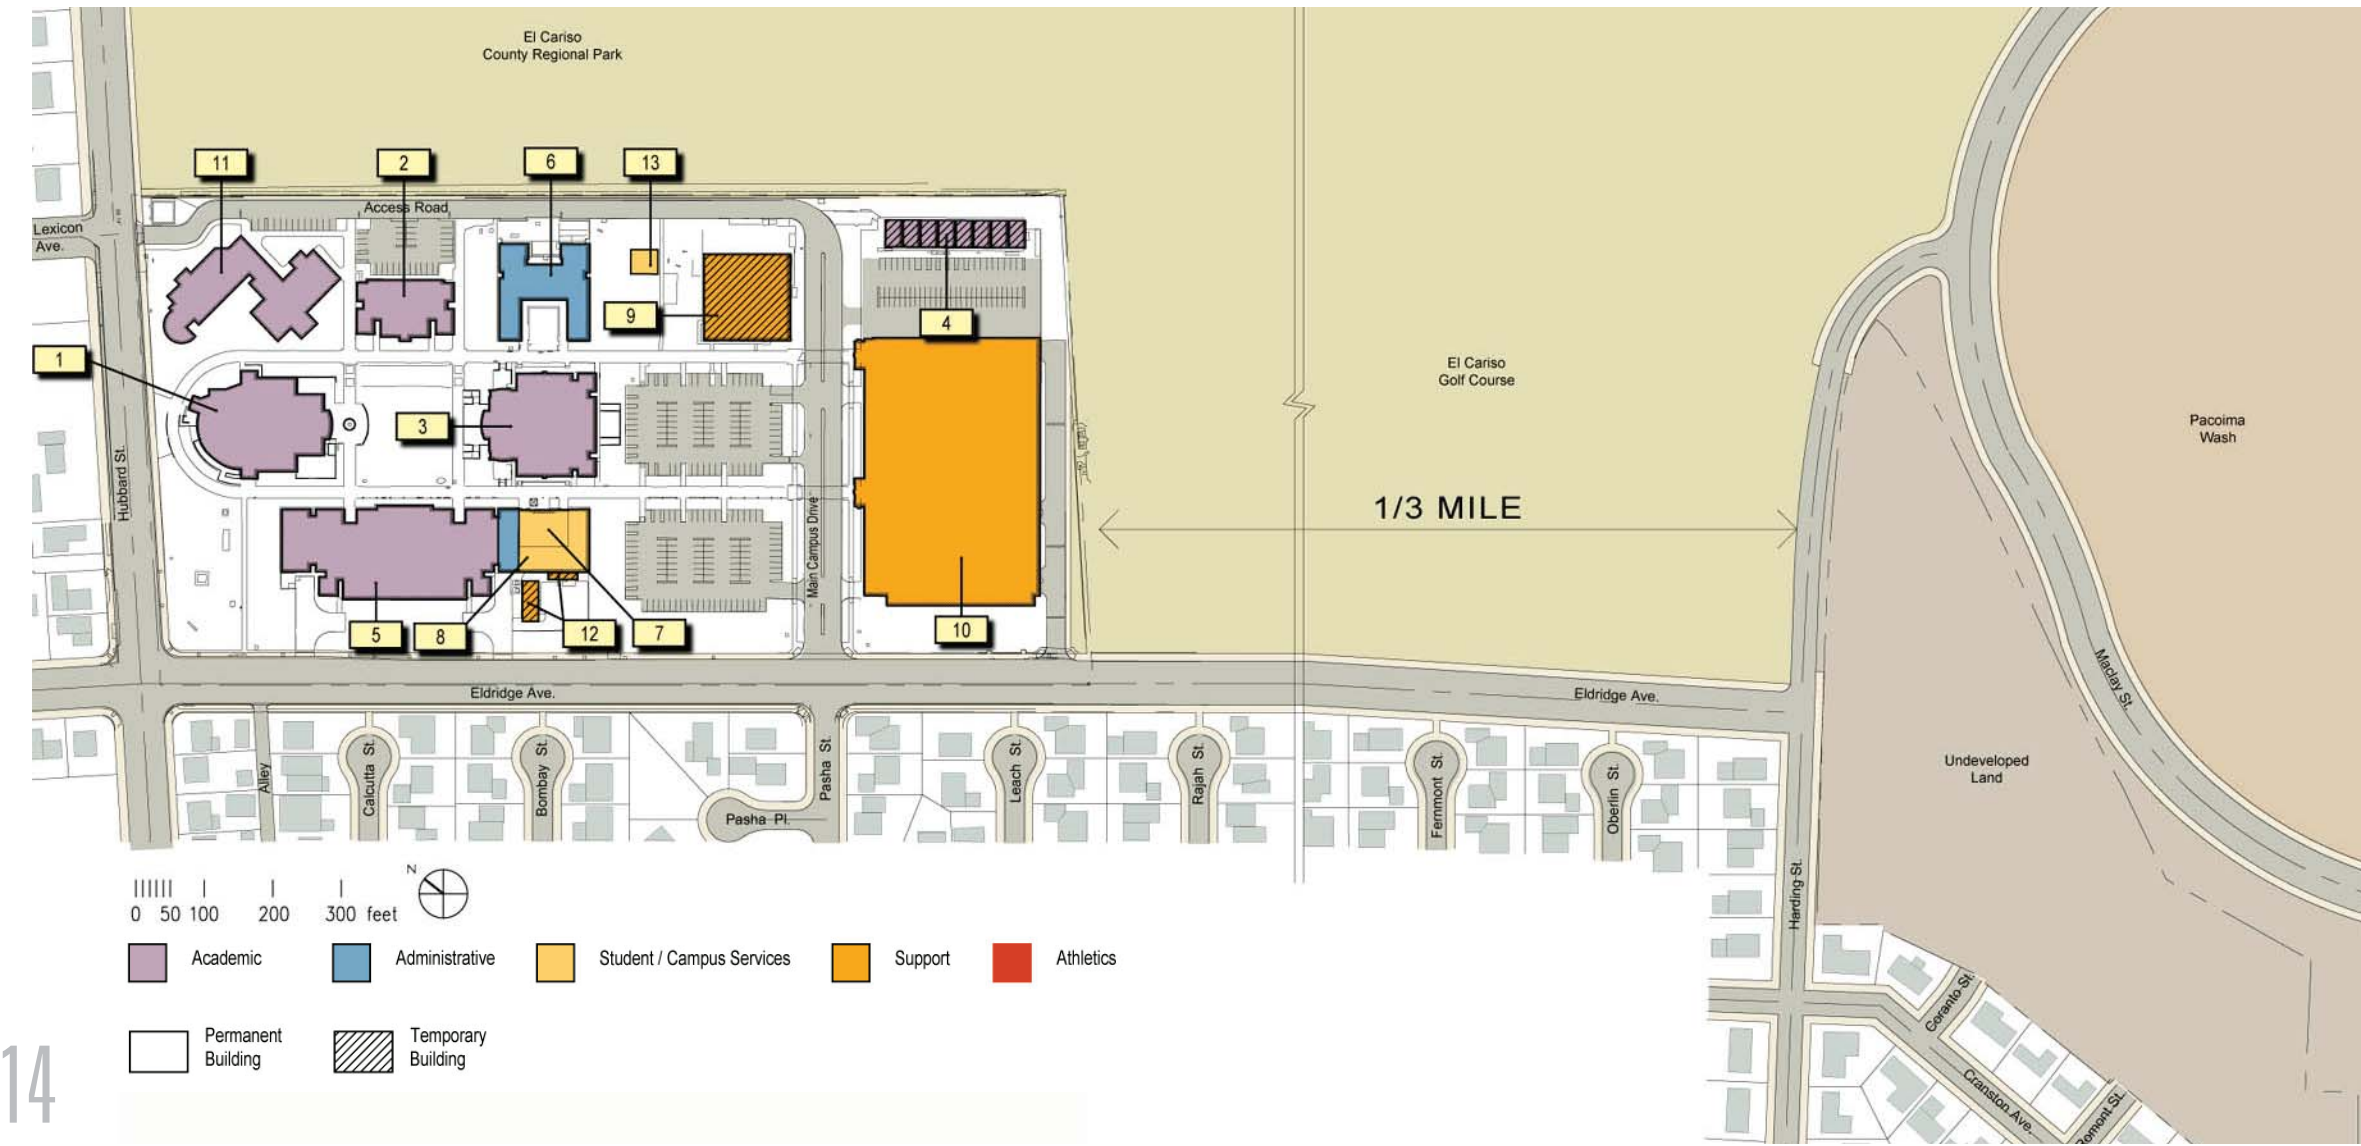 El Cariso
County Regional Park
11
2
6
13
Access Road
Lexicon
Ave.
9
4
1
3
El Cariso
Golf Course
Pacoima
Wash
Hubbard St.
Main Campus Drive
1/3 MILE
5
8
12
7
10
Eldridge Ave.
Eldridge Ave.
Maclay St.
Alley
Calcutta St.
Bombay St.
Pasha St.
Pasha Pl.
Leach St.
Rajah St.
Fernmont St.
Oberlin St.
Undeveloped
Land
Harding St.
N
0 50 100 200 300 feet
Academic
Administrative
Student / Campus Services
Support
Athletics
Permanent
Building
Temporary
Building
Coranto St.
Cranston Ave.
14